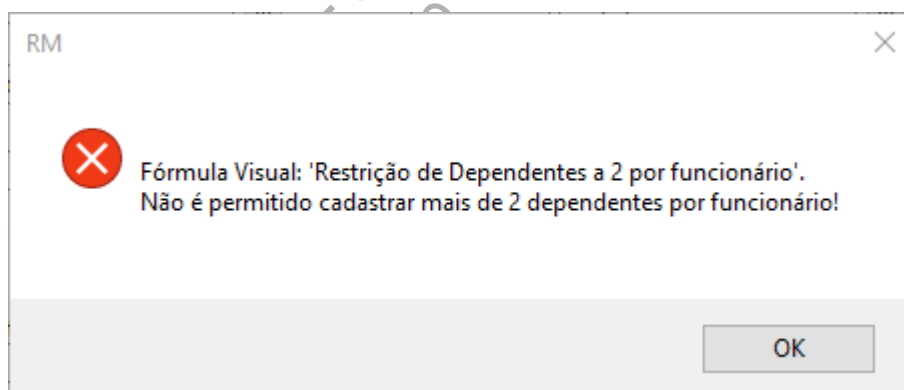 RM
Fórmula Visual: 'Restrição de Dependentes a 2 por funcionário'.
Não é permitido cadastrar mais de 2 dependentes por funcionário!
OK